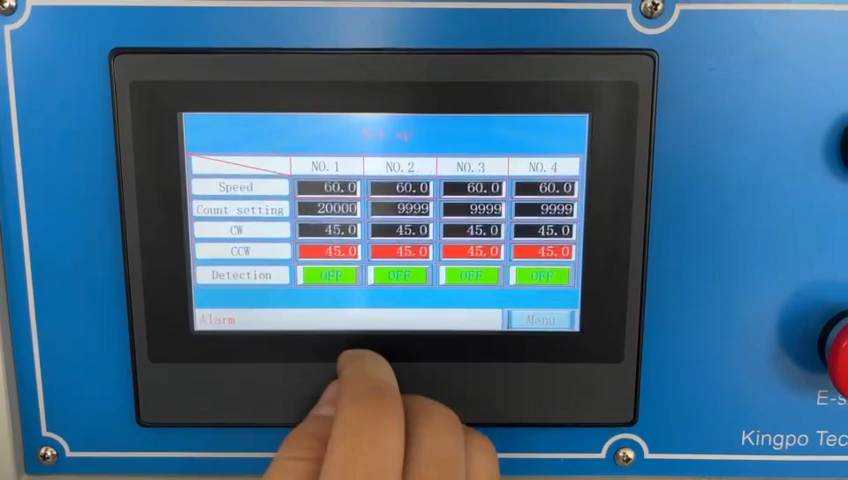 Set up
NO.1 NO.2 NO.3 NO.4
Speed 60.0 60.0 60.0 60.0
Count setting 20000 9999 9999 9999
CW 45.0 45.0 45.0 45.0
CCW 45.0 45.0 45.0 45.0
Detection OFF OFF OFF OFF
Alarm Menu
Kingpo